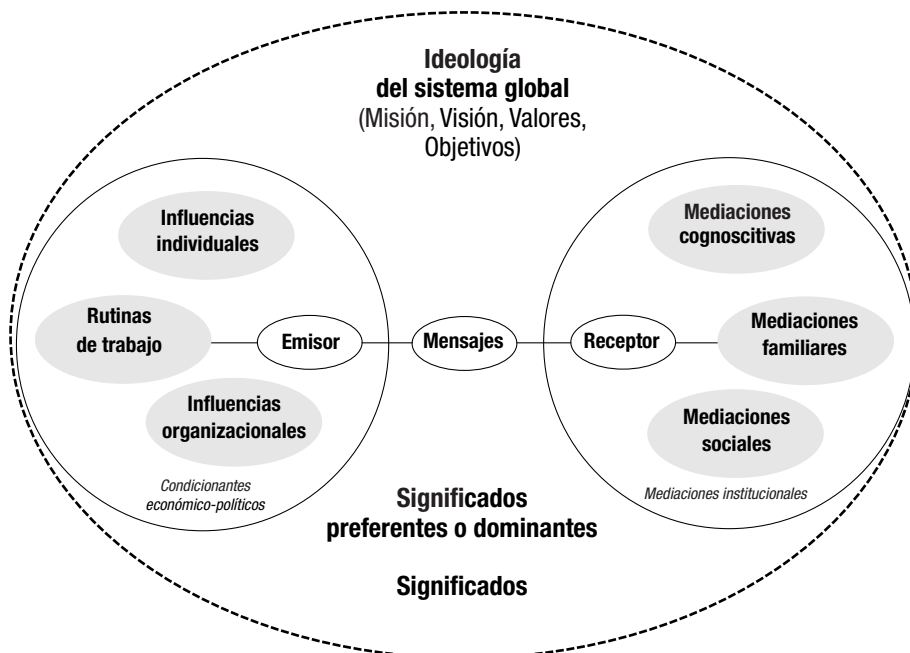 Ideología
del sistema global
(Misión, Visión, Valores,
Objetivos)
Influencias
individuales
Rutinas
de trabajo
Emisor
Influencias
organizacionales
Condicionantes
económico-políticos
Mensajes
Mediaciones
cognoscitivas
Receptor
Mediaciones
familiares
Mediaciones
sociales
Mediaciones institucionales
Significados
preferentes o dominantes
Significados